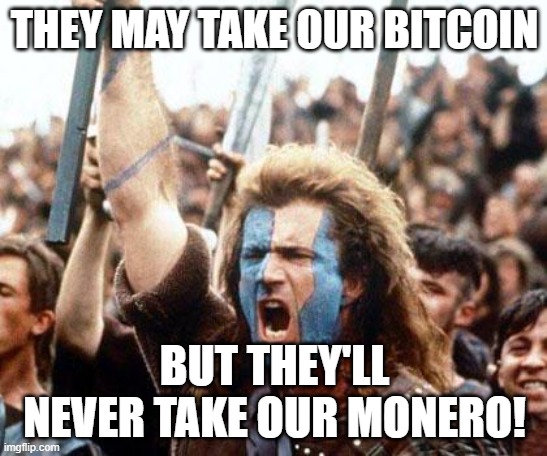 THEY MAY TAKE OUR BITCOIN
BUT THEY'LL
NEVER TAKE OUR MONERO!
imgflip.com